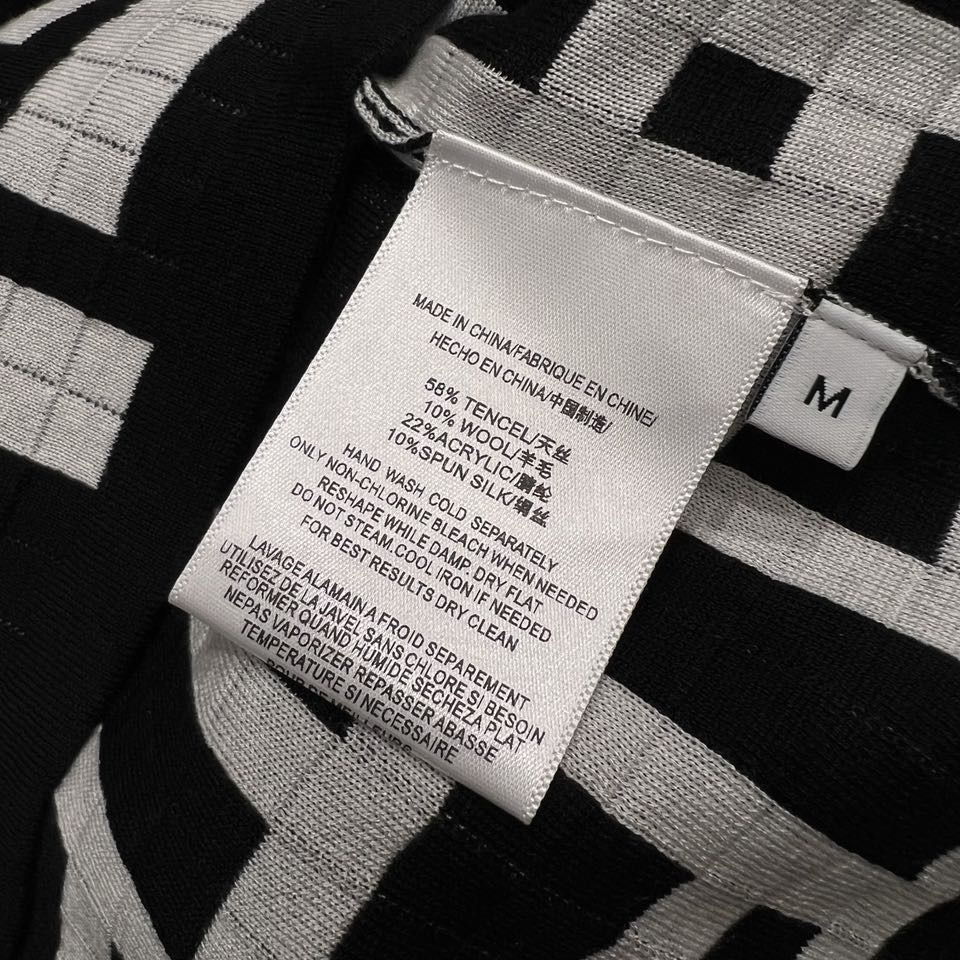 MADE IN CHINA/FABRIQUE EN CHINE/
HECHO EN CHINA/中国制造/
58% TENCEL/天丝
10% WOOL/羊毛
22%ACRYLIC/腈纶
10%SPUN SILK/绢丝
HAND WASH COLD SEPARATELY
ONLY NON-CHLORINE BLEACH WHEN NEEDED
RESHAPE WHILE DAMP. DRY FLAT
DO NOT STEAM.COOL IRON IF NEEDED
FOR BEST RESULTS DRY CLEAN
LAVAGE ALAMAIN A FROID SEPAREMENT
UTILISEZ DE LA JAVEL SANS CHLORE SI BESOIN
REFORMER QUAND HUMIDE SECHEZA PLAT
NEPAS VAPORIZER REPASSER ABASSE
TEMPERATURE SI NECESSAIRE
POUR DE MEILLEURS
M